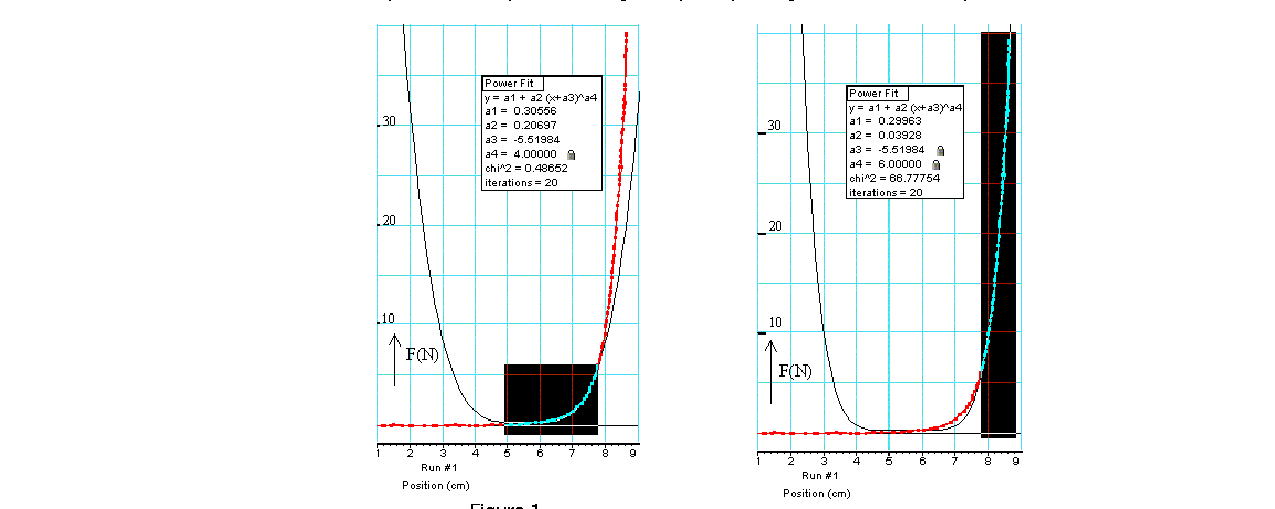 Power Fit
y = a1 + a2 (x+a3)^a4
a1 = 0.30556
a2 = 0.20697
a3 = -5.51984
a4 = 4.00000
chi^2 = 0.48652
iterations = 20
30
20
10
F(N)
1 2 3 4 5 6 7 8 9
Run #1
Position (cm)
Figure 1
Power Fit
y = a1 + a2 (x+a3)^a4
a1 = 0.29963
a2 = 0.03928
a3 = -5.51984
a4 = 6.00000
chi^2 = 66.77754
iterations = 20
30
20
10
F(N)
1 2 3 4 5 6 7 8 9
Run #1
Position (cm)